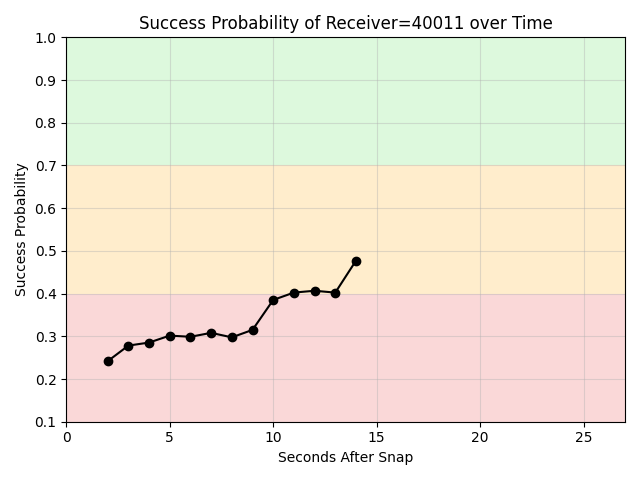 Success Probability of Receiver=40011 over Time
1.0
0.9
0.8
0.7
0.6
0.5
0.4
0.3
0.2
0.1
Success Probability
0 5 10 15 20 25
Seconds After Snap